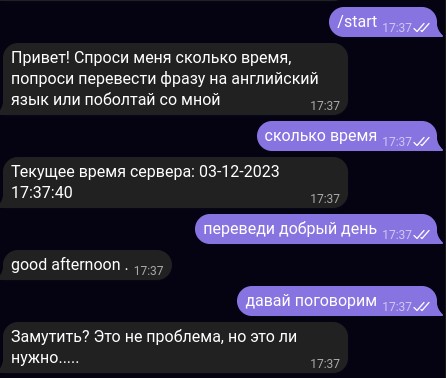 /start 17:37
Привет! Спроси меня сколько время,
попроси перевести фразу на английский
язык или поболтай со мной 17:37
сколько время 17:37
Текущее время сервера: 03-12-2023
17:37:40 17:37
переведи добрый день 17:37
good afternoon . 17:37
давай поговорим 17:37
Замутить? Это не проблема, но это ли
нужно..... 17:37